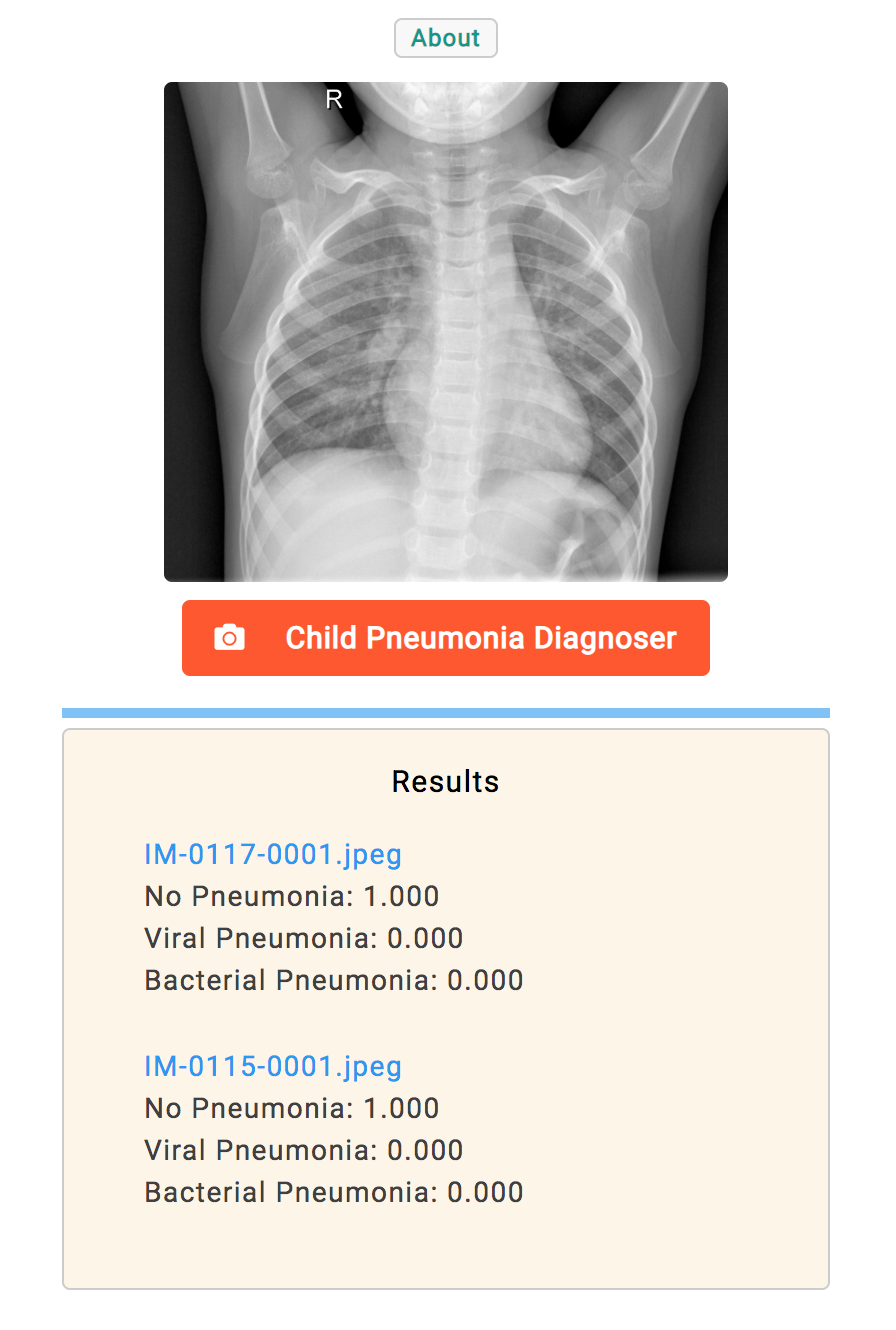 About
R
Child Pneumonia Diagnoser
Results
IM-0117-0001.jpeg
No Pneumonia: 1.000
Viral Pneumonia: 0.000
Bacterial Pneumonia: 0.000
IM-0115-0001.jpeg
No Pneumonia: 1.000
Viral Pneumonia: 0.000
Bacterial Pneumonia: 0.000